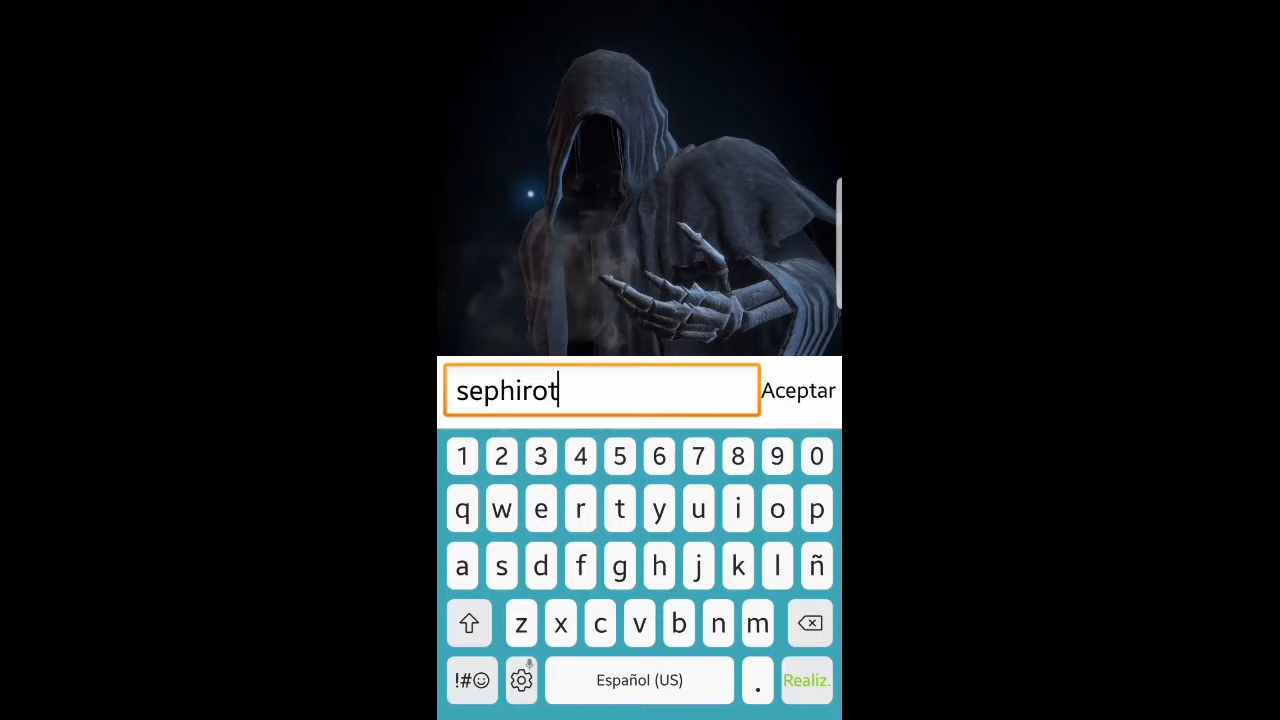 sephirot
Aceptar
1 2 3 4 5 6 7 8 9 0
q w e r t y u i o p
a s d f g h j k l ñ
z x c v b n m
!#☺ Español (US) . Realiz.